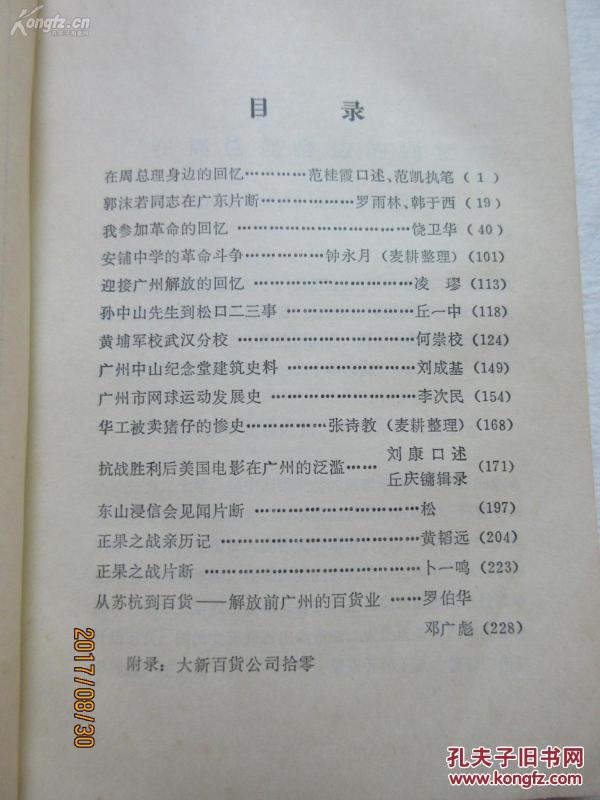 Kongfz.cn
孔夫子旧书网
目 录
在周总理身边的回忆…………范桂霞口述、范凯执笔（1）
郭沫若同志在广东片断……………罗雨林、韩于西（19）
我参加革命的回忆………………………饶卫华（40）
安铺中学的革命斗争……………钟永月（麦耕整理）（101）
迎接广州解放的回忆………………………凌 璆（113）
孙中山先生到松口二三事…………………丘一中（118）
黄埔军校武汉分校…………………………何崇校（124）
广州中山纪念堂建筑史料…………………刘成基（149）
广州市网球运动发展史……………………李次民（154）
华工被卖猪仔的惨史……………张诗教（麦耕整理）（168）
抗战胜利后美国电影在广州的泛滥……刘康口述（171）
丘庆镛辑录
东山浸信会见闻片断………………………松（197）
正果之战亲历记……………………………黄韬远（204）
正果之战片断………………………………卜一鸣（223）
从苏杭到百货——解放前广州的百货业……罗伯华
邓广彪（228）
附录：大新百货公司拾零
2017/08/30
孔夫子旧书网
www.kongfz.com